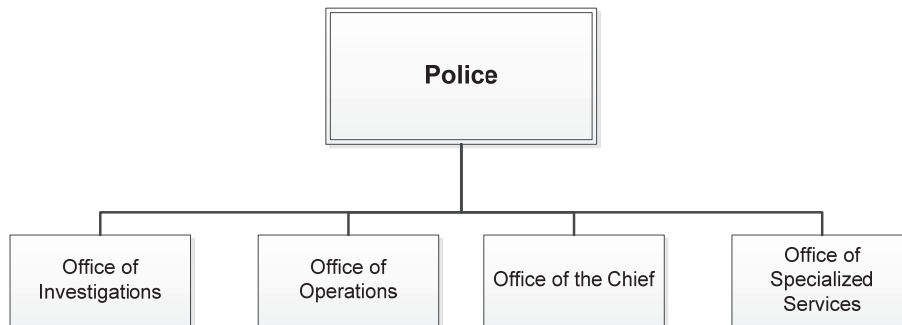 Police
Office of
Investigations
Office of
Operations
Office of the Chief
Office of
Specialized
Services